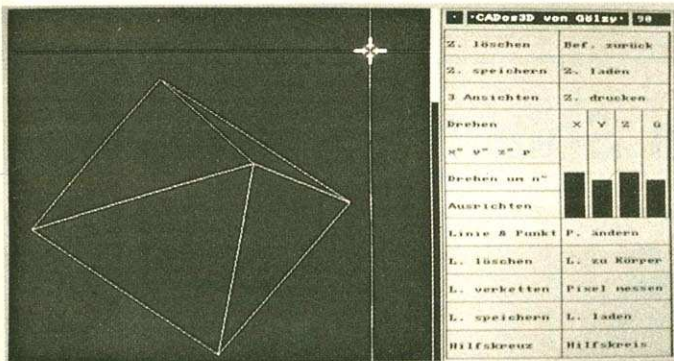 ·CADos3D von Gülzy· 90
Z. löschen Bef. zurück
Z. speichern Z. laden
3 Ansichten Z. drucken
Drehen X Y Z G
x" y" z" p
Drehen um n°
Ausrichten
Linie & Punkt P. ändern
L. löschen L. zu Körper
L. verketten Pixel messen
L. speichern L. laden
Hilfskreuz Hilfskreis